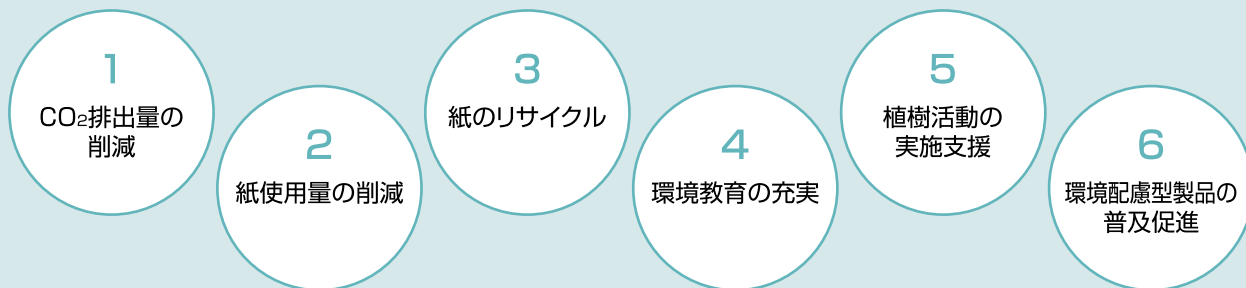 1
CO₂排出量の
削減
2
紙使用量の削減
3
紙のリサイクル
4
環境教育の充実
5
植樹活動の
実施支援
6
環境配慮型製品の
普及促進